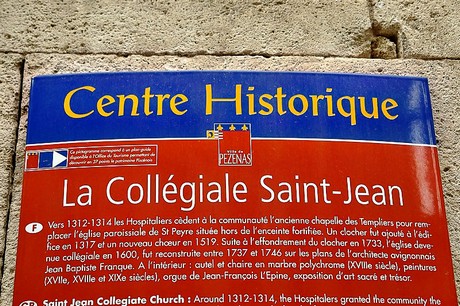 Centre Historique
Ce pictogramme correspond à un plan-guide
disponible à l'Office du Tourisme permettant de
découvrir en 37 points le patrimoine Piscénois.
Ville de
PEZENAS
La Collégiale Saint-Jean
F
Vers 1312-1314 les Hospitaliers cèdent à la communauté l'ancienne chapelle des Templiers pour rem-
placer l'église paroissiale de St Peyre située hors de l'enceinte fortifiée. Un clocher fut ajouté à l'édi-
fice en 1317 et un nouveau chœur en 1519. Suite à l'effondrement du clocher en 1733, l'église deve-
nue collégiale en 1600, fut reconstruite entre 1737 et 1746 sur les plans de l'architecte avignonnais
Jean Baptiste Franque. A l'intérieur : autel et chaire en marbre polychrome (XVIIIe siècle), peintures
(XVIIe, XVIIIe et XIXe siècles), orgue de Jean-François L'Epine, exposition d'art sacré et trésor.
Saint Jean Collegiate Church : Around 1312-1314, the Hospitallers granted the community